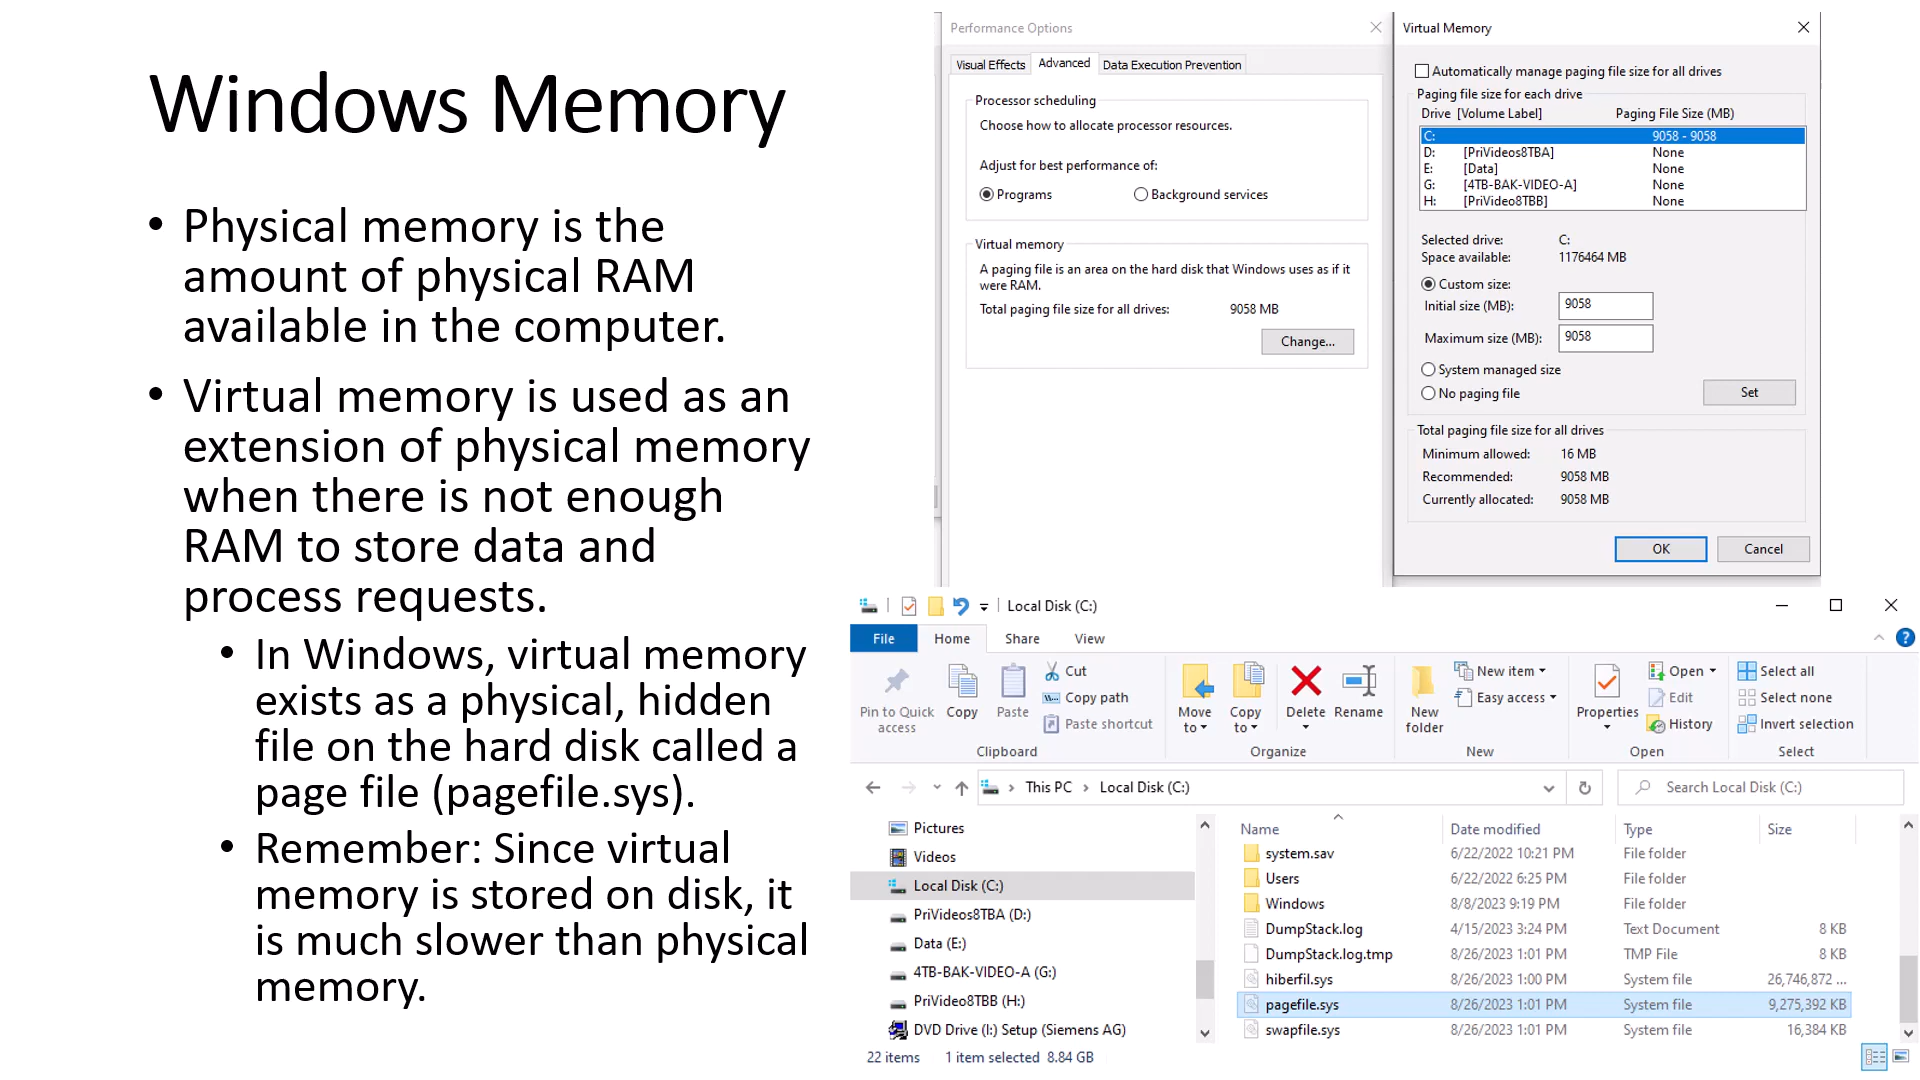 Windows Memory
• Physical memory is the
amount of physical RAM
available in the computer.
• Virtual memory is used as an
extension of physical memory
when there is not enough
RAM to store data and
process requests.
• In Windows, virtual memory
exists as a physical, hidden
file on the hard disk called a
page file (pagefile.sys).
• Remember: Since virtual
memory is stored on disk, it
is much slower than physical
memory.
Performance Options
Visual Effects Advanced Data Execution Prevention
Processor scheduling
Choose how to allocate processor resources.
Adjust for best performance of:
Programs Background services
Virtual memory
A paging file is an area on the hard disk that Windows uses as if it
were RAM.
Total paging file size for all drives: 9058 MB
Change...
Virtual Memory
Automatically manage paging file size for all drives
Paging file size for each drive
Drive [Volume Label] Paging File Size (MB)
C: 9058 - 9058
D: [PriVideos8TBA] None
E: [Data] None
G: [4TB-BAK-VIDEO-A] None
H: [PriVideo8TBB] None
Selected drive: C:
Space available: 1176464 MB
Custom size:
Initial size (MB): 9058
Maximum size (MB): 9058
System managed size
No paging file Set
Total paging file size for all drives
Minimum allowed: 16 MB
Recommended: 9058 MB
Currently allocated: 9058 MB
OK Cancel
Local Disk (C:)
File Home Share View
Pin to Quick
access
Copy
Paste
Cut
Copy path
Paste shortcut
Clipboard
Move
to
Copy
to
Delete
Rename
Organize
New
folder
New item
Easy access
New
Properties
Open
Edit
History
Open
Select all
Select none
Invert selection
Select
This PC Local Disk (C:) Search Local Disk (C:)
Pictures
Videos
Local Disk (C:)
PriVideos8TBA (D:)
Data (E:)
4TB-BAK-VIDEO-A (G:)
PriVideo8TBB (H:)
DVD Drive (I:) Setup (Siemens AG)
Name Date modified Type Size
system.sav 6/22/2022 10:21 PM File folder
Users 6/22/2022 6:25 PM File folder
Windows 8/8/2023 9:19 PM File folder
DumpStack.log 4/15/2023 3:24 PM Text Document 8 KB
DumpStack.log.tmp 8/26/2023 1:01 PM TMP File 8 KB
hiberfil.sys 8/26/2023 1:00 PM System file 26,746,872 ...
pagefile.sys 8/26/2023 1:01 PM System file 9,275,392 KB
swapfile.sys 8/26/2023 1:01 PM System file 16,384 KB
22 items 1 item selected 8.84 GB